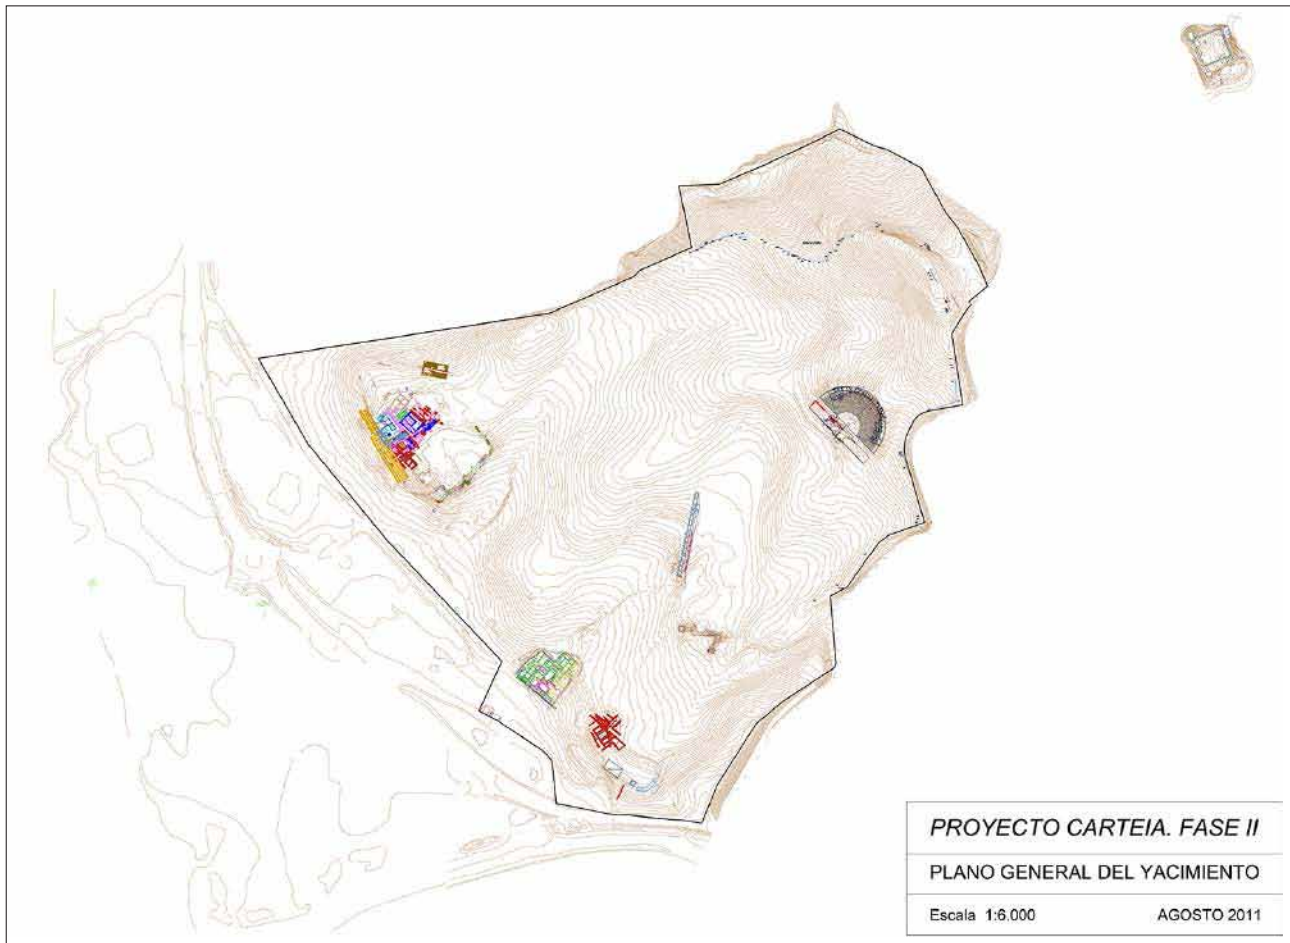 PROYECTO CARTEIA. FASE II
PLANO GENERAL DEL YACIMIENTO
Escala 1:6.000 AGOSTO 2011